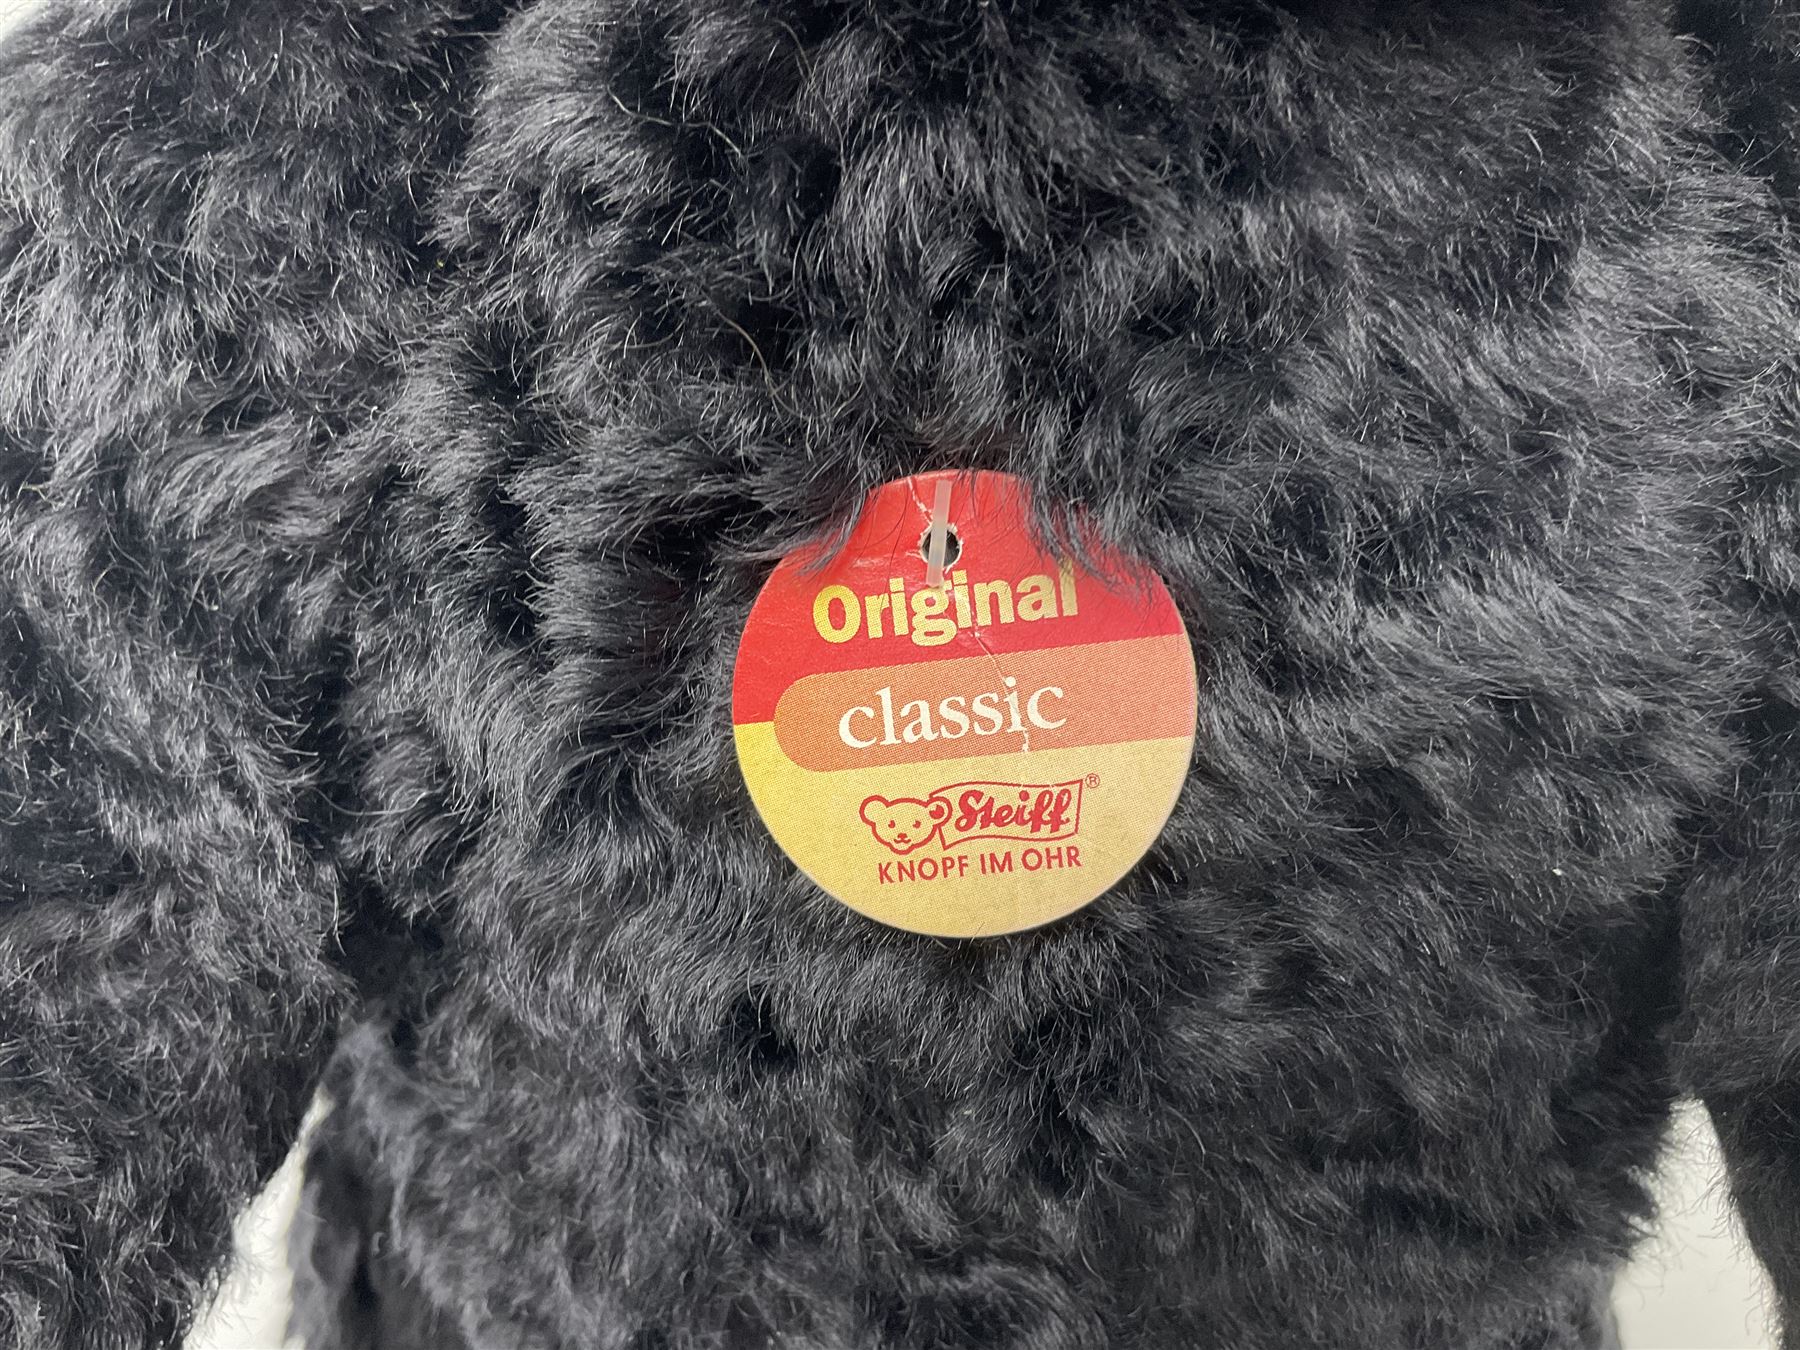 Original
classic
Steiff®
KNOPF IM OHR